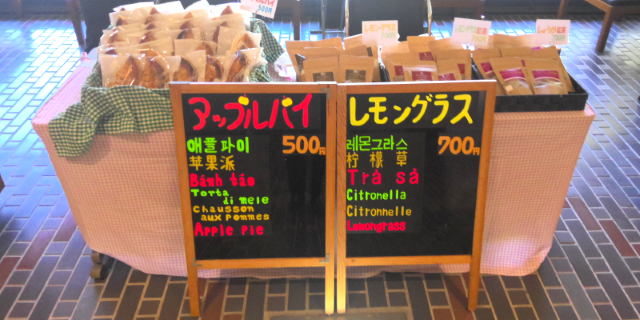 アップルパイ
애플파이 500円
苹果派
Bánh táo
Torta
di mele
Chausson
aux pommes
Apple pie
レモングラス
레몬그라스 700円
柠檬草
Trà sả
Citronella
Citronnelle
Lemongrass